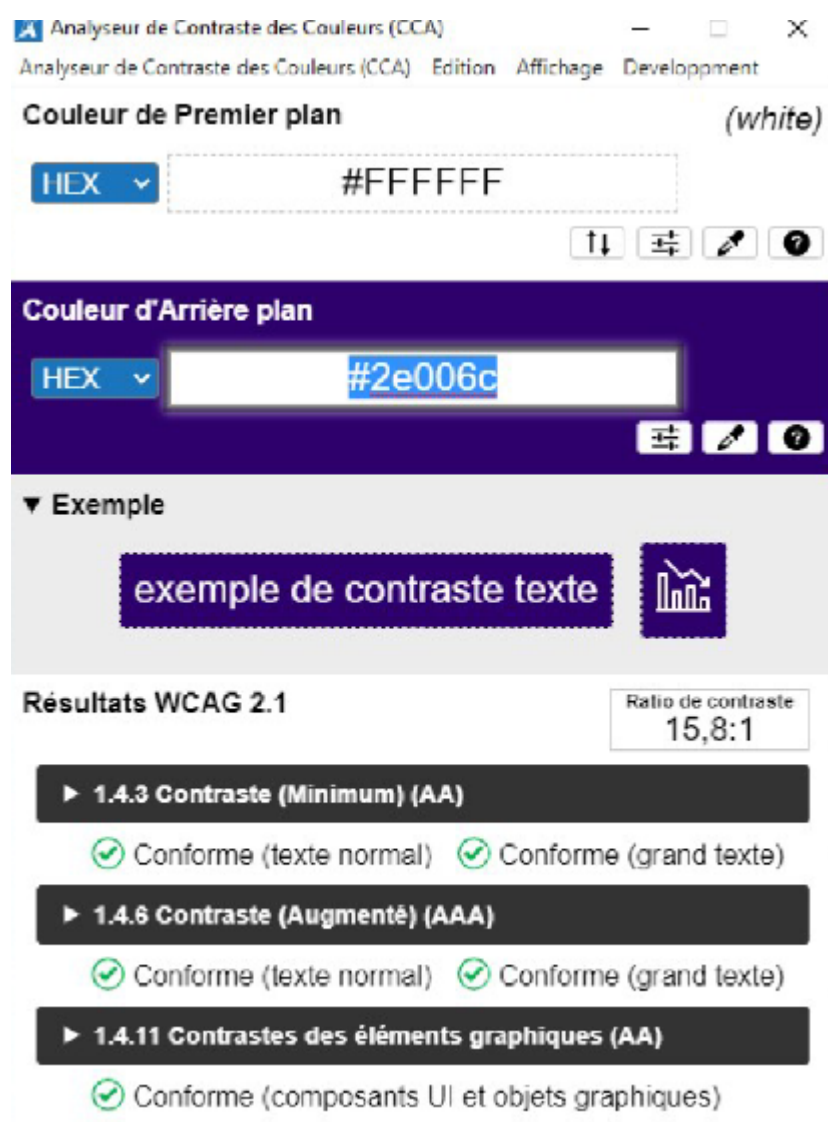 Analyseur de Contraste des Couleurs (CCA)
Analyseur de Contraste des Couleurs (CCA) Edition Affichage Developpment
Couleur de Premier plan (white)
HEX #FFFFFF
Couleur d'Arrière plan
HEX #2e006c
▼ Exemple
exemple de contraste texte
Résultats WCAG 2.1
Ratio de contraste
15,8:1
▶ 1.4.3 Contraste (Minimum) (AA)
Conforme (texte normal) Conforme (grand texte)
▶ 1.4.6 Contraste (Augmenté) (AAA)
Conforme (texte normal) Conforme (grand texte)
▶ 1.4.11 Contrastes des éléments graphiques (AA)
Conforme (composants UI et objets graphiques)